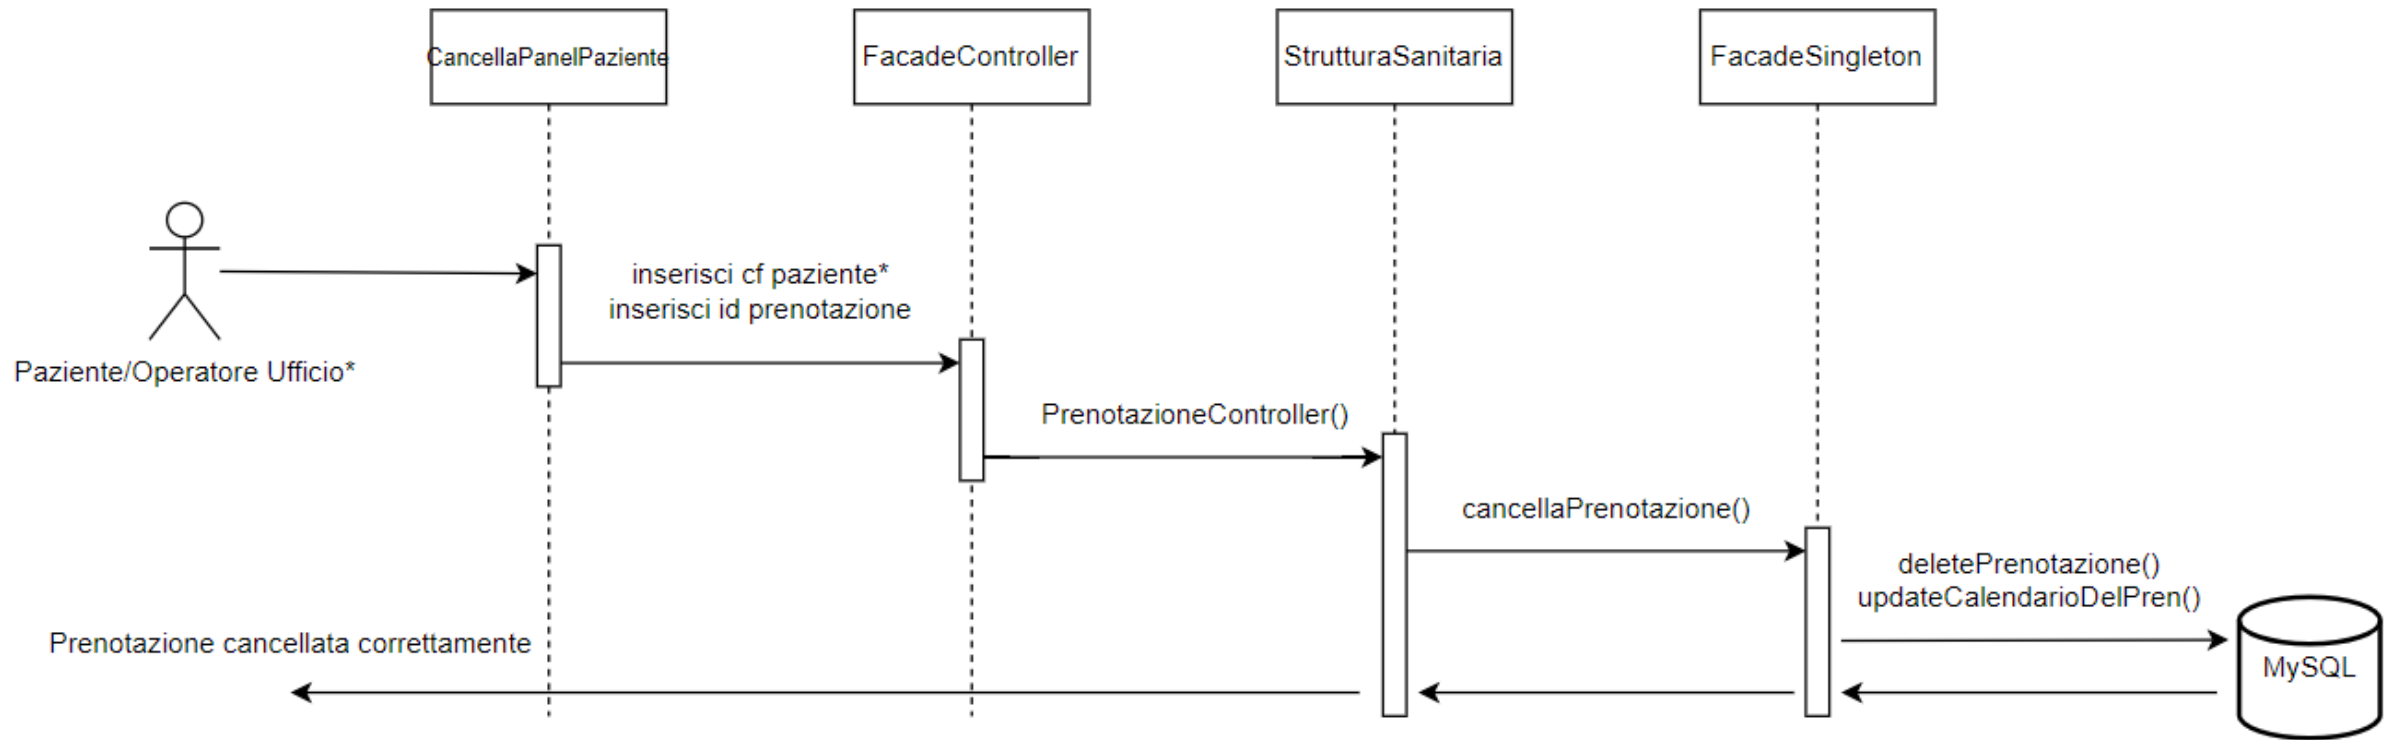 CancellaPanelPaziente
FacadeController
StrutturaSanitaria
FacadeSingleton
inserisci cf paziente*
inserisci id prenotazione
Paziente/Operatore Ufficio*
PrenotazioneController()
cancellaPrenotazione()
deletePrenotazione()
updateCalendarioDelPren()
Prenotazione cancellata correttamente
MySQL